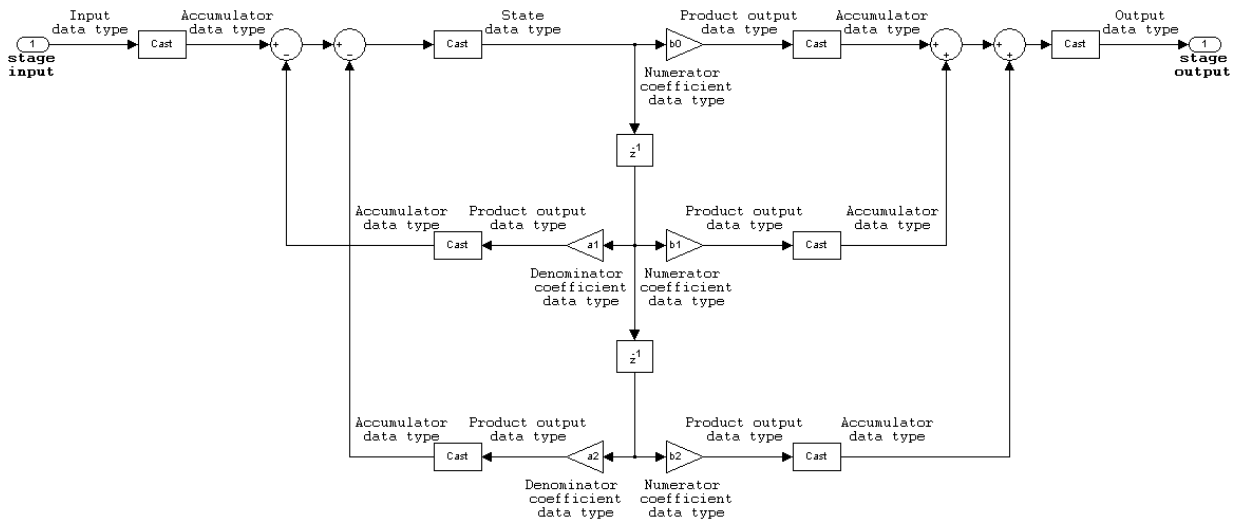 Input
data type
Accumulator
data type
State
data type
Product output
data type
Accumulator
data type
Output
data type
1
Cast
+
−
+
−
Cast
b0
Cast
+
+
+
+
Cast
1
stage
input
stage
output
Numerator
coefficient
data type
z-1
Accumulator
data type
Product output
data type
Product output
data type
Accumulator
data type
Cast
a1
b1
Cast
Denominator
coefficient
data type
Numerator
coefficient
data type
z-1
Accumulator
data type
Product output
data type
Product output
data type
Accumulator
data type
Cast
a2
b2
Cast
Denominator
coefficient
data type
Numerator
coefficient
data type